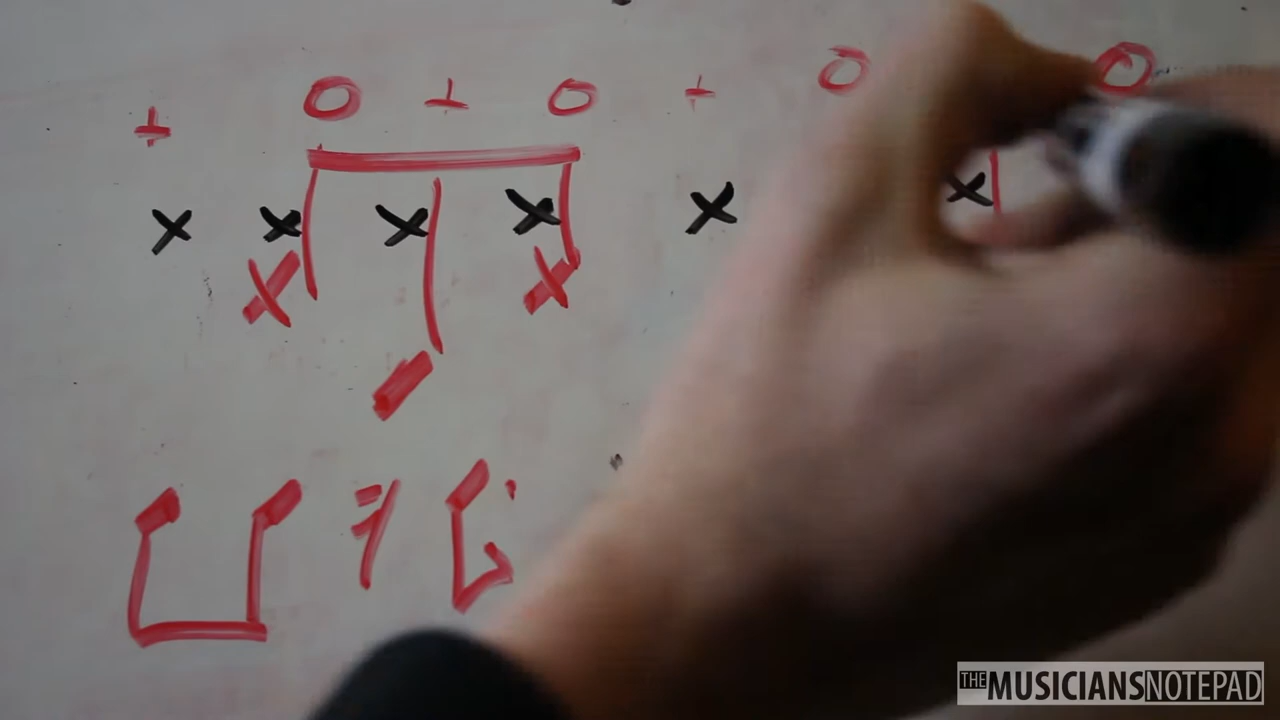 + O + O + O O
x x x x x x
x x
THE MUSICIANSNOTEPAD